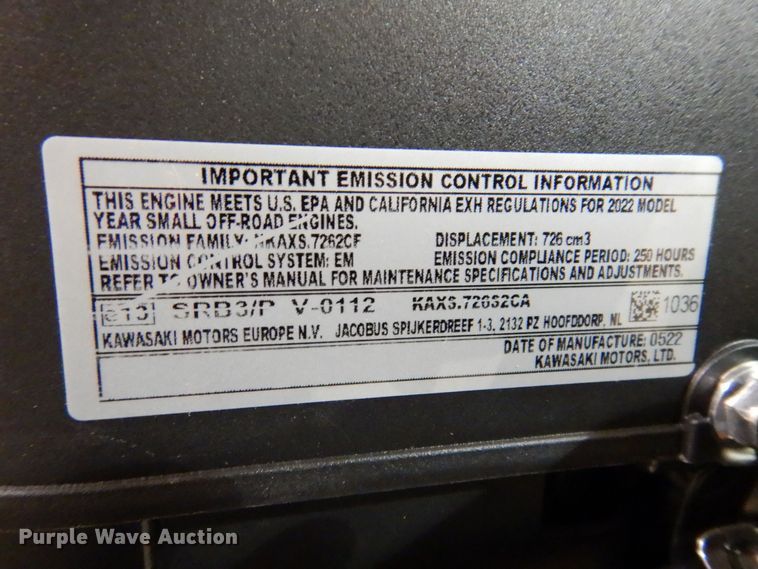 IMPORTANT EMISSION CONTROL INFORMATION
THIS ENGINE MEETS U.S. EPA AND CALIFORNIA EXH REGULATIONS FOR 2022 MODEL
YEAR SMALL OFF-ROAD ENGINES.
EMISSION FAMILY: NKAXS.7262CF DISPLACEMENT: 726 cm3
EMISSION CONTROL SYSTEM: EM EMISSION COMPLIANCE PERIOD: 250 HOURS
REFER TO OWNER'S MANUAL FOR MAINTENANCE SPECIFICATIONS AND ADJUSTMENTS.
SRB3/P V-0112 KAXS.72652CA 1036
KAWASAKI MOTORS EUROPE N.V. JACOBUS SPIJKERDREEF 1-3, 2132 PZ HOOFDDORP, NL
DATE OF MANUFACTURE: 0522
KAWASAKI MOTORS, LTD.
Purple Wave Auction